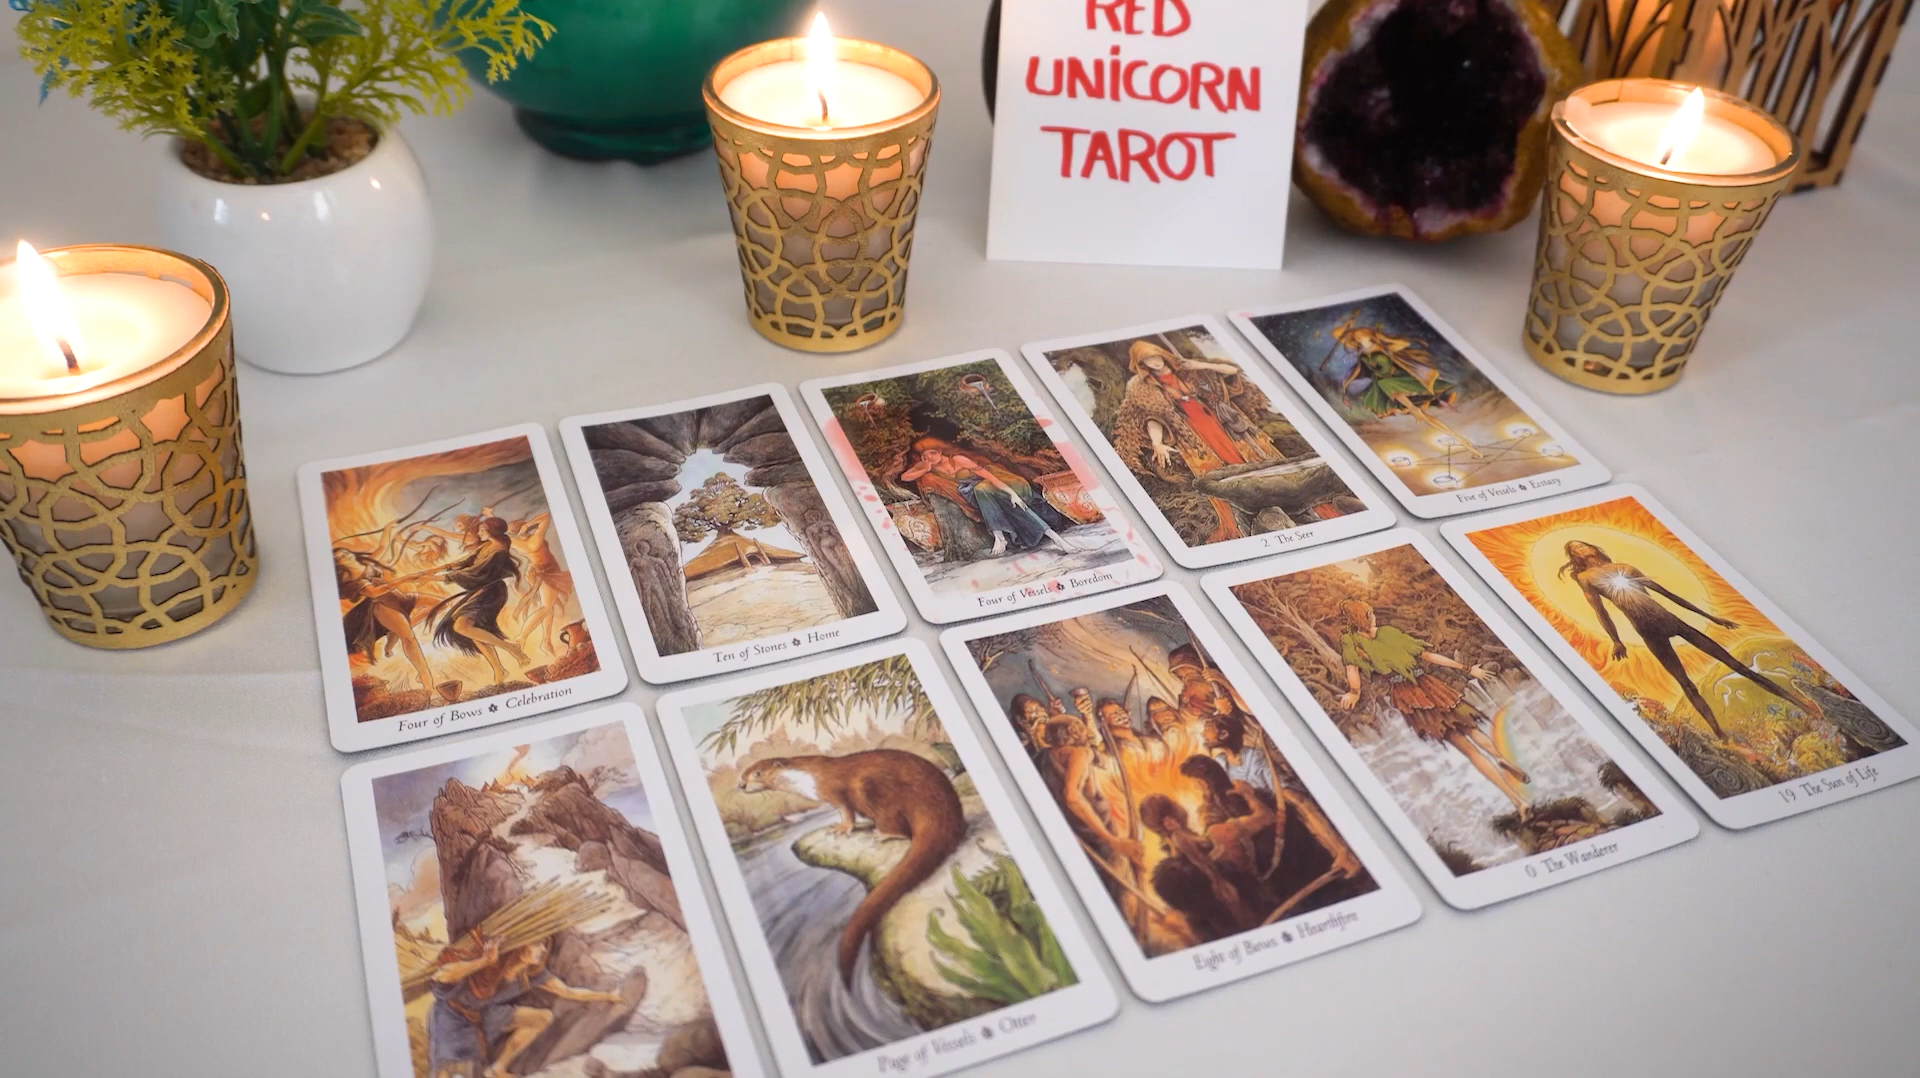 RED
UNICORN
TAROT
Four of Bows Celebration
Ten of Stones Home
Four of Vessels Boredom
2 The Seer
Five of Vessels Ecstasy
Page of Vessels Otter
Eight of Bows Hearthfire
0 The Wanderer
19 The Sun of Life